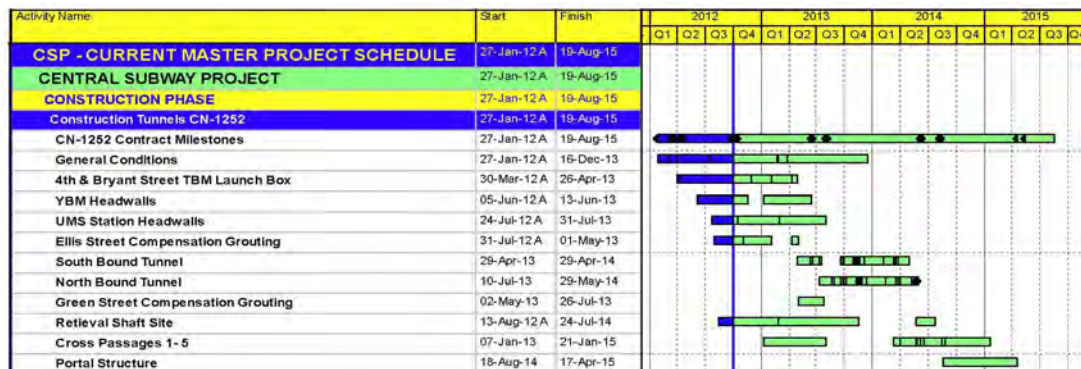 Activity Name Start Finish 2012 2013 2014 2015
Q1 Q2 Q3 Q4 Q1 Q2 Q3 Q4 Q1 Q2 Q3 Q4 Q1 Q2 Q3 Q4
CSP - CURRENT MASTER PROJECT SCHEDULE 27-Jan-12 A 19-Aug-15
CENTRAL SUBWAY PROJECT 27-Jan-12 A 19-Aug-15
CONSTRUCTION PHASE 27-Jan-12 A 19-Aug-15
Construction Tunnels CN-1252 27-Jan-12 A 19-Aug-15
CN-1252 Contract Milestones 27-Jan-12 A 19-Aug-15
General Conditions 27-Jan-12 A 16-Dec-13
4th & Bryant Street TBM Launch Box 30-Mar-12 A 26-Apr-13
YBM Headwalls 05-Jun-12 A 13-Jun-13
UMS Station Headwalls 24-Jul-12 A 31-Jul-13
Ellis Street Compensation Grouting 31-Jul-12 A 01-May-13
South Bound Tunnel 29-Apr-13 29-Apr-14
North Bound Tunnel 10-Jul-13 29-May-14
Green Street Compensation Grouting 02-May-13 26-Jul-13
Retieval Shaft Site 13-Aug-12 A 24-Jul-14
Cross Passages 1- 5 07-Jan-13 21-Jan-15
Portal Structure 18-Aug-14 17-Apr-15